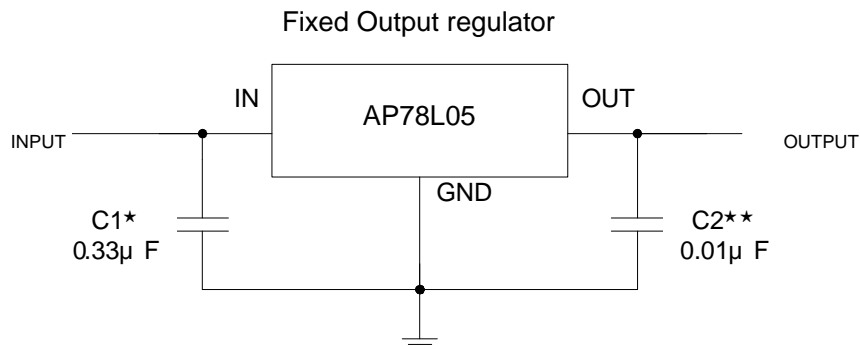 Fixed Output regulator
IN
AP78L05
OUT
INPUT
OUTPUT
GND
C1★
0.33µ F
C2★★
0.01µ F